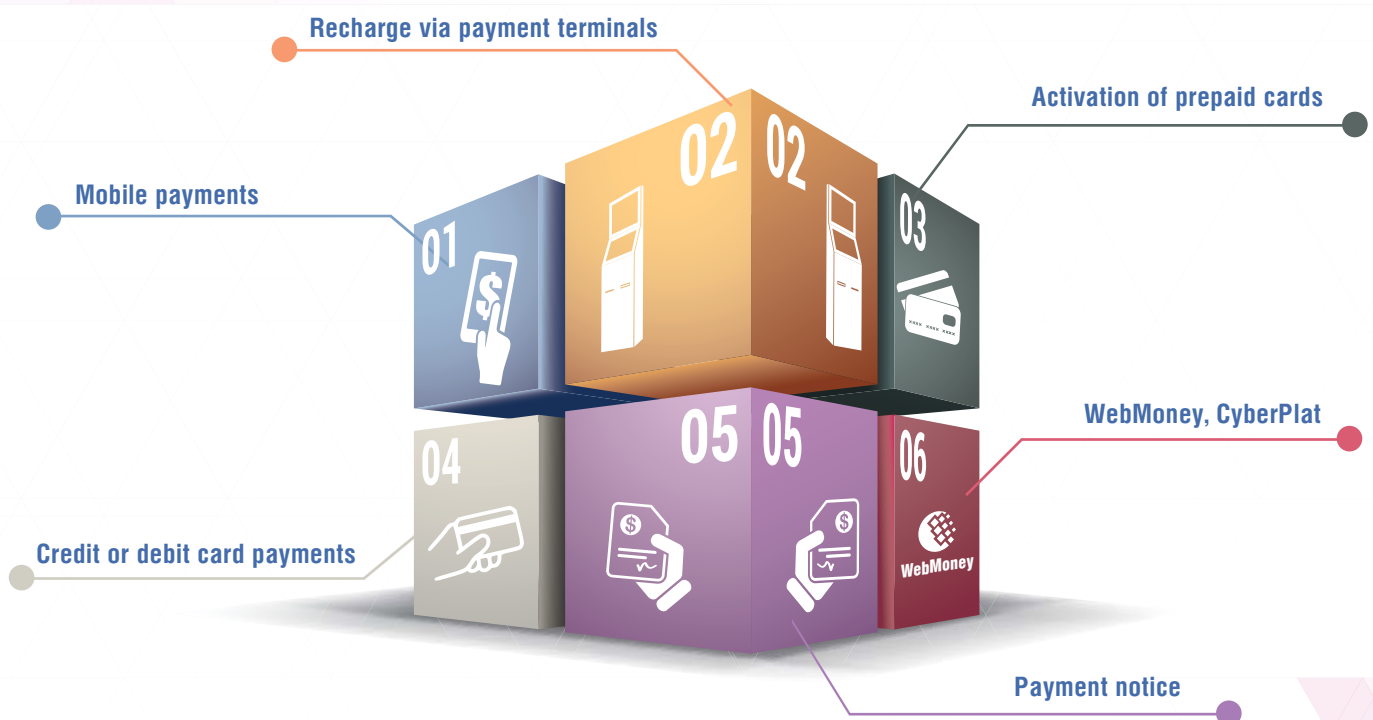 Recharge via payment terminals
Activation of prepaid cards
Mobile payments
02 02
03
01
WebMoney, CyberPlat
05 05
04
06
Credit or debit card payments
WebMoney
Payment notice